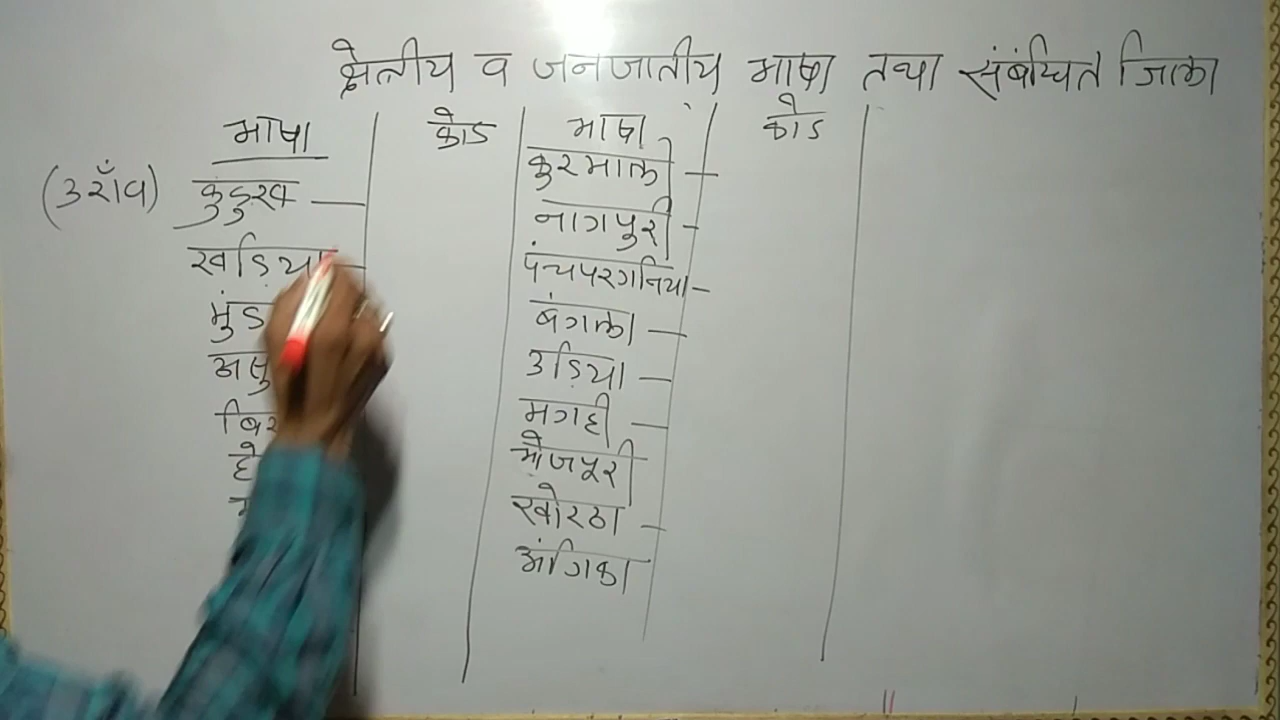 क्षेत्रीय व जनजातीय भाषा तथा संबंधित जिला
भाषा कोड भाषा कोड
(उराँव) कुड़ुख — कुरमाली —
खड़िया — नागपुरी —
पंचपरगनिया —
बंगला —
उड़िया —
मगही —
भोजपूरी
खोरठा —
अंगिका